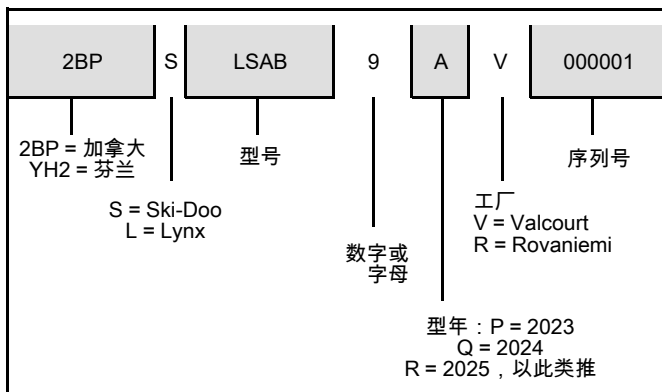 2BP S LSAB 9 A V 000001
2BP = 加拿大
YH2 = 芬兰
型号
序列号
S = Ski-Doo
L = Lynx
工厂
V = Valcourt
R = Rovaniemi
数字或
字母
型年：P = 2023
Q = 2024
R = 2025，以此类推